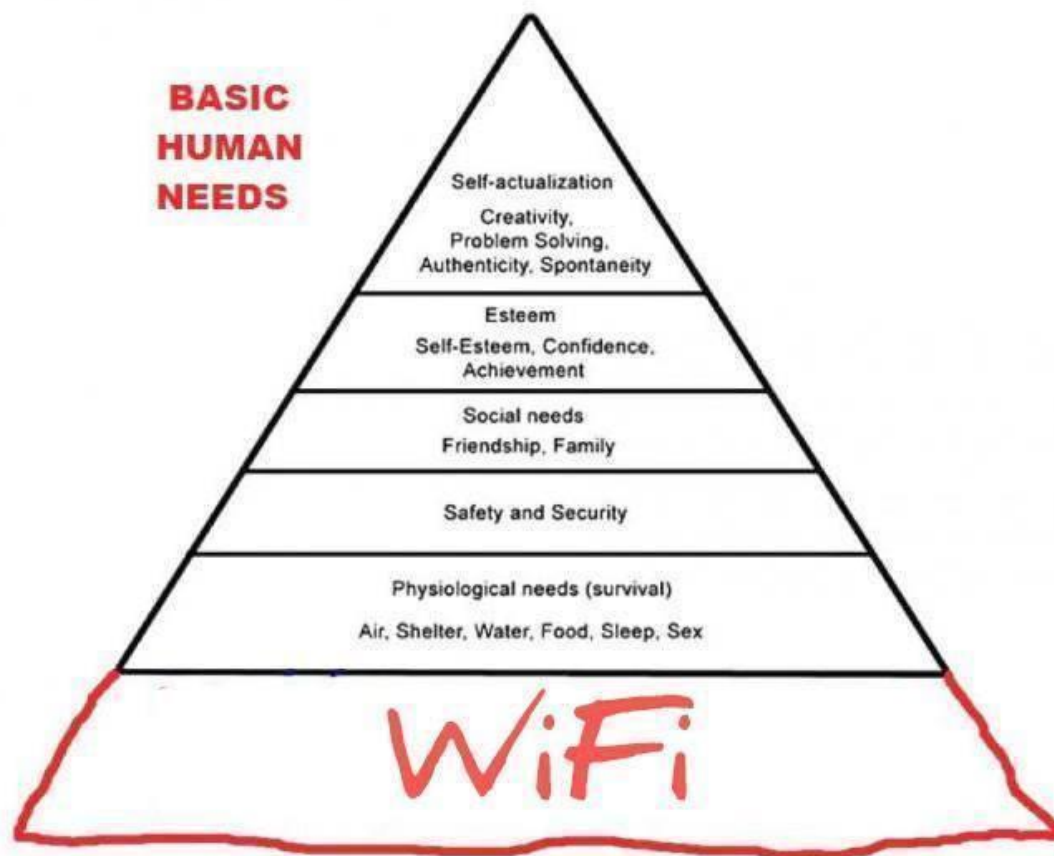 BASIC
HUMAN
NEEDS
Self-actualization
Creativity,
Problem Solving,
Authenticity, Spontaneity
Esteem
Self-Esteem, Confidence,
Achievement
Social needs
Friendship, Family
Safety and Security
Physiological needs (survival)
Air, Shelter, Water, Food, Sleep, Sex
WiFi